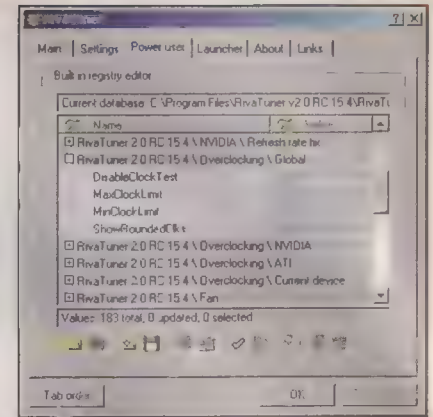 RivaTuner
Main Settings Power user Launcher About Links
Built in registry editor
Current database C:\Program Files\RivaTuner v2.0 RC 15 4\RivaTu
Name
RivaTuner 2.0 RC 15 4 \ NVIDIA \ Refresh rate fix
RivaTuner 2.0 RC 15 4 \ Overclocking \ Global
DisableClockTest
MaxClockLimit
MinClockLimit
RivaTuner 2.0 RC 15 4 \ Overclocking \ NVIDIA
RivaTuner 2.0 RC 15 4 \ Overclocking \ ATI
RivaTuner 2.0 RC 15 4 \ Overclocking \ Current device
RivaTuner 2.0 RC 15 4 \ Fan
Values 183 total, 0 updated, 0 selected
Tab order OK